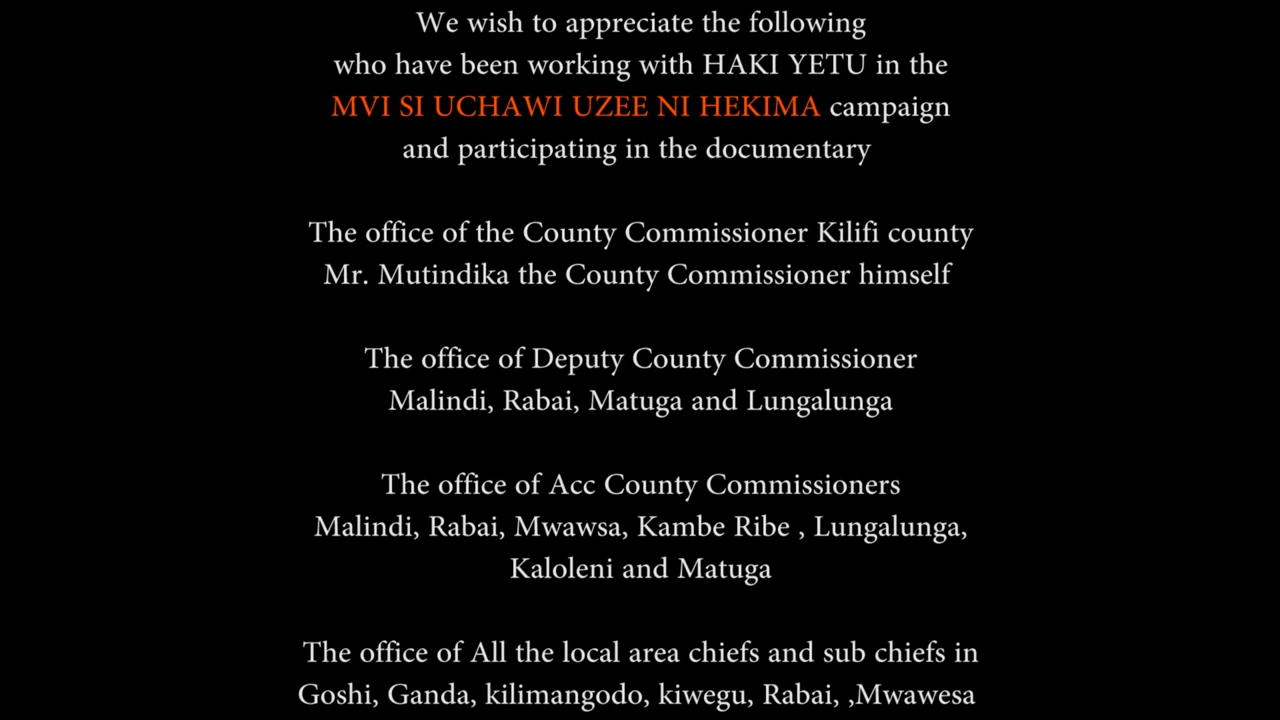 We wish to appreciate the following
who have been working with HAKI YETU in the
MVI SI UCHAWI UZEE NI HEKIMA campaign
and participating in the documentary
The office of the County Commissioner Kilifi county
Mr. Mutindika the County Commissioner himself
The office of Deputy County Commissioner
Malindi, Rabai, Matuga and Lungalunga
The office of Acc County Commissioners
Malindi, Rabai, Mwawsa, Kambe Ribe , Lungalunga,
Kaloleni and Matuga
The office of All the local area chiefs and sub chiefs in
Goshi, Ganda, kilimangodo, kiwegu, Rabai, ,Mwawesa